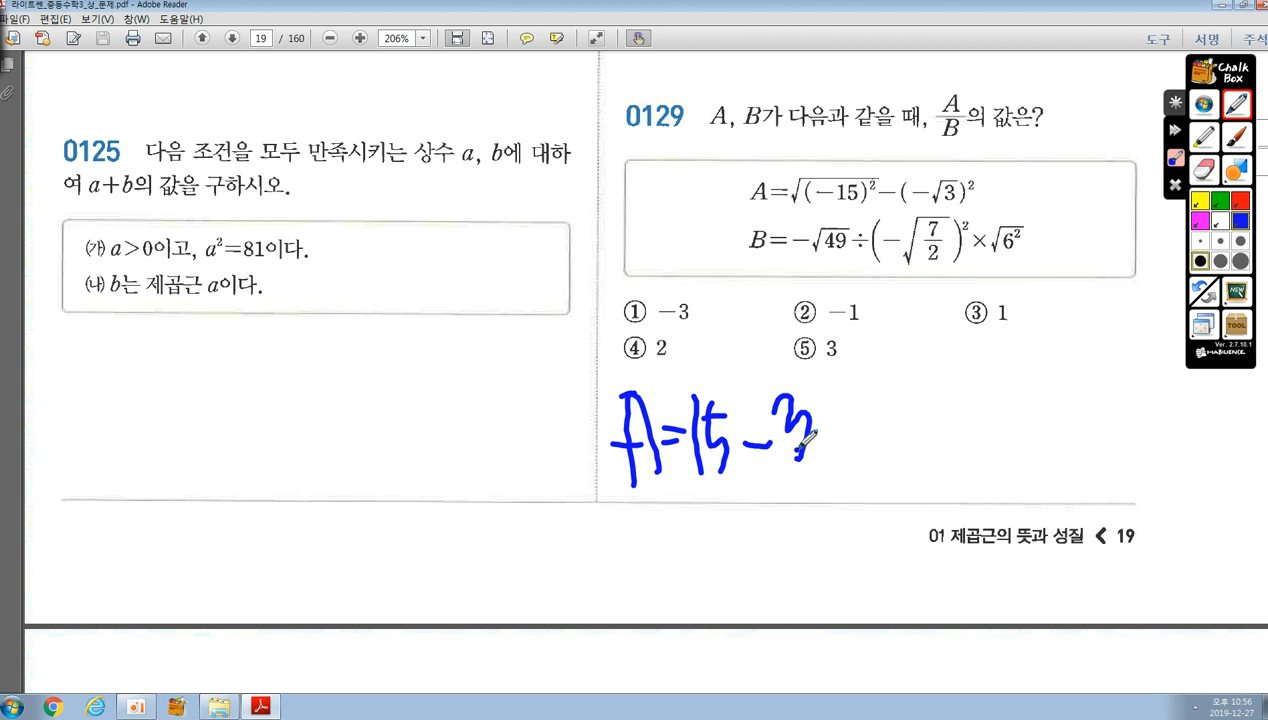 라이트쎈_중등수학3_상_문제.pdf - Adobe Reader
파일(F) 편집(E) 보기(V) 창(W) 도움말(H)
19 / 160 206% 도구 서명 주석
0125 다음 조건을 모두 만족시키는 상수 a, b에 대하
여 a+b의 값을 구하시오.
㈎ a>0이고, a²=81이다.
㈏ b는 제곱근 a이다.
0129 A, B가 다음과 같을 때, A/B의 값은?
A=√(−15)²−(−√3)²
B=−√49÷(−√7/2)²×√6²
① −3 ② −1 ③ 1
④ 2 ⑤ 3
A=15−3
01 제곱근의 뜻과 성질 < 19
Chalk
Box
NEW
TOOL
Ver. 2.7.10.1
MABILIENCE
오후 10:56
2019-12-27